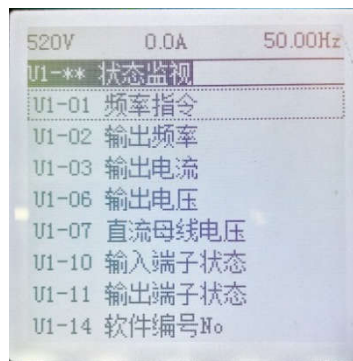 520V 0.0A 50.00Hz
U1-** 状态监视
U1-01 频率指令
U1-02 输出频率
U1-03 输出电流
U1-06 输出电压
U1-07 直流母线电压
U1-10 输入端子状态
U1-11 输出端子状态
U1-14 软件编号No